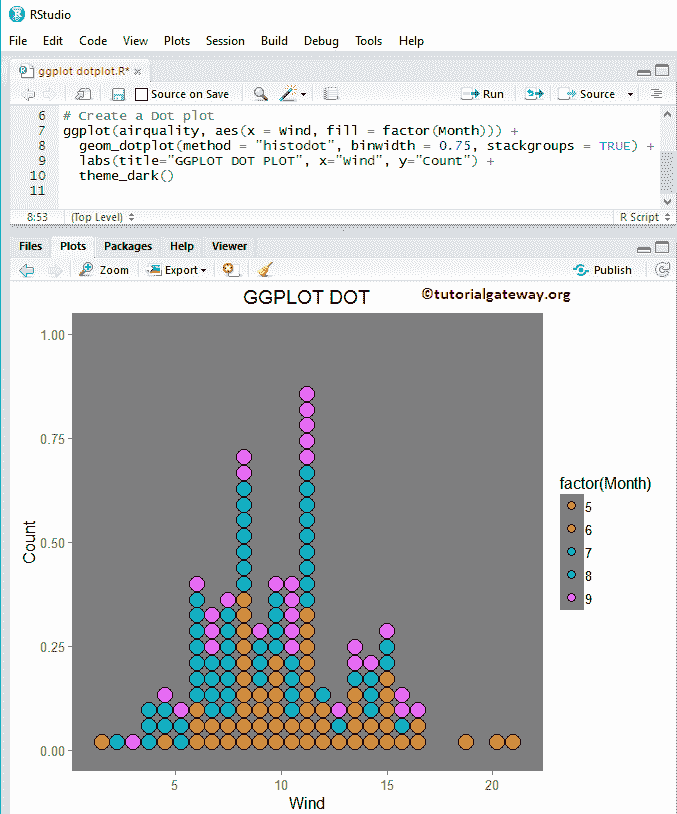 RStudio
File Edit Code View Plots Session Build Debug Tools Help
ggplot dotplot.R* ×
Source on Save Run Source
6 # Create a Dot plot
7 ggplot(airquality, aes(x = Wind, fill = factor(Month))) +
8 geom_dotplot(method = "histodot", binwidth = 0.75, stackgroups = TRUE) +
9 labs(title="GGPLOT DOT PLOT", x="Wind", y="Count") +
10 theme_dark()
11
8:53 (Top Level) R Script
Files Plots Packages Help Viewer
Zoom Export Publish
GGPLOT DOT
©tutorialgateway.org
1.00
0.75
0.50
0.25
0.00
Count
5 10 15 20
Wind
factor(Month)
5
6
7
8
9